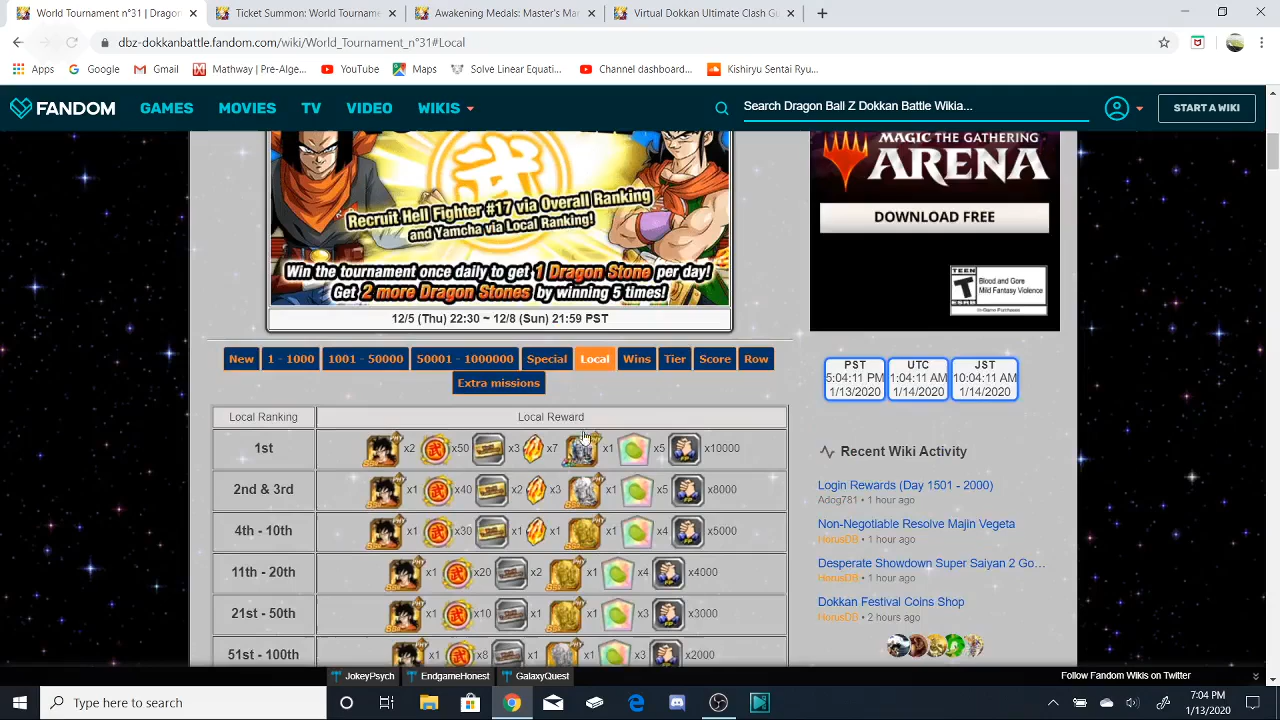 World Tournament n°31 | Dragon
Ticket Summon: World Tourname
Awakening Medals: Master's Mar
Virtual Dokkan Ultimate Clash Gu
dbz-dokkanbattle.fandom.com/wiki/World_Tournament_n°31#Local
Apps Google Gmail Mathway | Pre-Alge... YouTube Maps Solve Linear Equati... Channel dashboard... Kishiryu Sentai Ryu...
FANDOM GAMES MOVIES TV VIDEO WIKIS Search Dragon Ball Z Dokkan Battle Wikia... START A WIKI
Recruit Hell Fighter #17 via Overall Ranking
and Yamcha via Local Ranking!
Win the tournament once daily to get 1 Dragon Stone per day!
Get 2 more Dragon Stones by winning 5 times!
12/5 (Thu) 22:30 ~ 12/8 (Sun) 21:59 PST
New 1 - 1000 1001 - 50000 50001 - 1000000 Special Local Wins Tier Score Row
Extra missions
Local Ranking Local Reward
1st x2 x50 x3 x7 x1 x5 x10000
2nd & 3rd x1 x40 x2 x3 x1 x5 x8000
4th - 10th x1 x30 x1 x1 x1 x4 x5000
11th - 20th x1 x20 x2 x1 x4 x4000
21st - 50th x1 x10 x1 x1 x3 x3000
51st - 100th x1 x8 x1 x1 x3 x2000
MAGIC THE GATHERING
ARENA
DOWNLOAD FREE
TEEN
T
ESRB
Blood and Gore
Mild Fantasy Violence
In-Game Purchases
PST
5:04:11 PM
1/13/2020
UTC
1:04:11 AM
1/14/2020
JST
10:04:11 AM
1/14/2020
Recent Wiki Activity
Login Rewards (Day 1501 - 2000)
Adog781 • 1 hour ago
Non-Negotiable Resolve Majin Vegeta
HorusDB • 1 hour ago
Desperate Showdown Super Saiyan 2 Go...
HorusDB • 1 hour ago
Dokkan Festival Coins Shop
HorusDB • 2 hours ago
JokeyPsych EndgameHonest GalaxyQuest Follow Fandom Wikis on Twitter
Type here to search
7:04 PM
1/13/2020